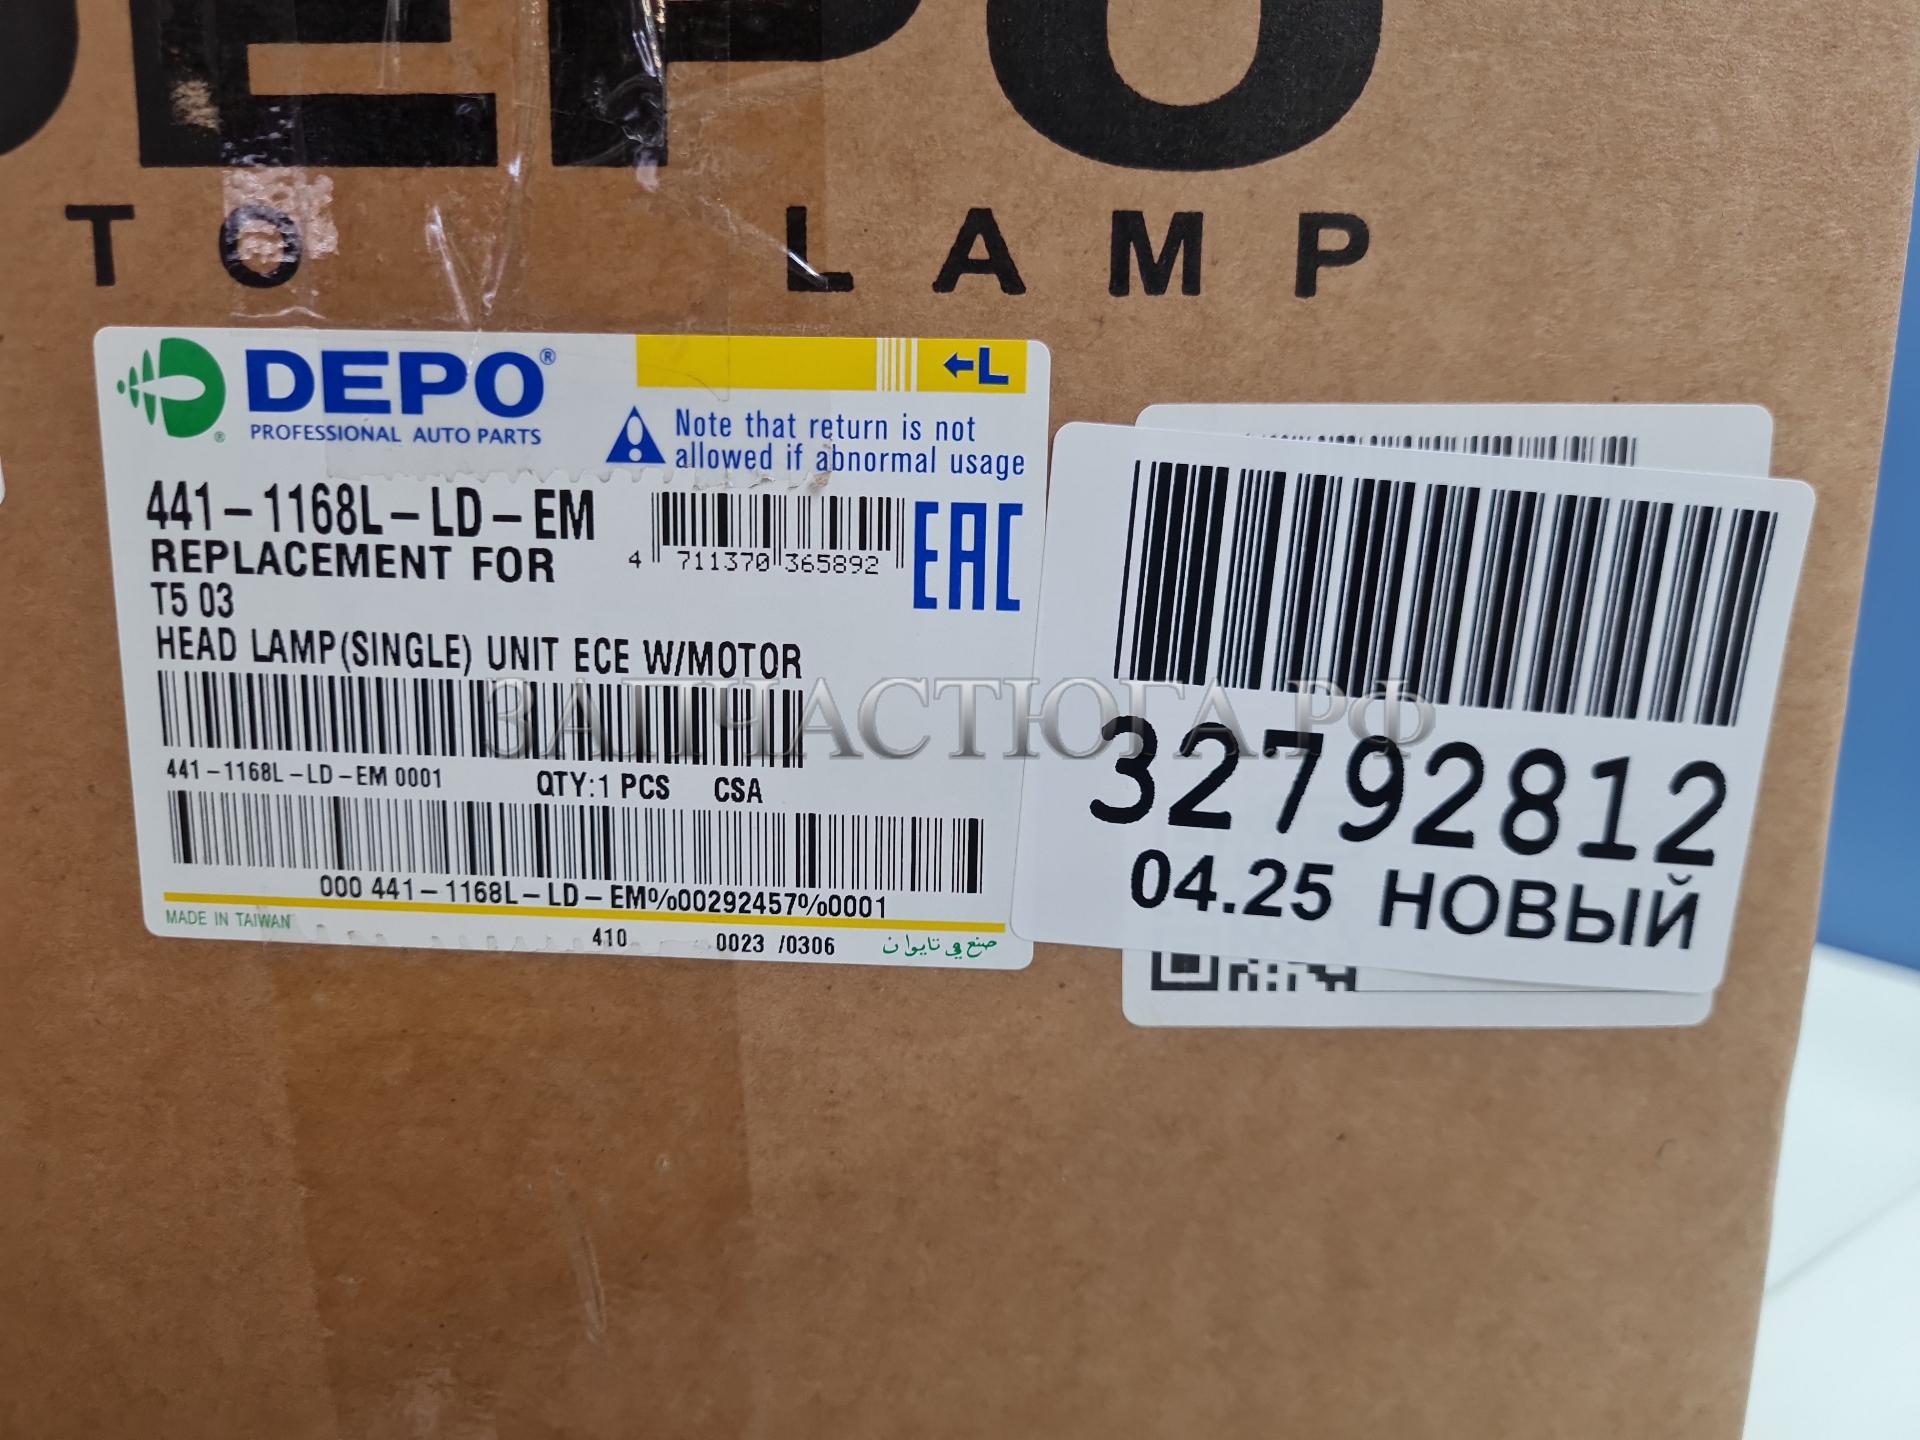 DEPO
TO LAMP
DEPO®
PROFESSIONAL AUTO PARTS
←L
Note that return is not
allowed if abnormal usage
441-1168L-LD-EM
4 711370 365892
EAC
REPLACEMENT FOR
T5 03
HEAD LAMP(SINGLE) UNIT ECE W/MOTOR
441-1168L-LD-EM 0001 QTY:1 PCS CSA
000 441-1168L-LD-EM%00292457%0001
MADE IN TAIWAN
410 0023 /0306 صنع في تايوان
32792812
04.25 НОВЫЙ
ЗАПЧАСТЮГА.РФ